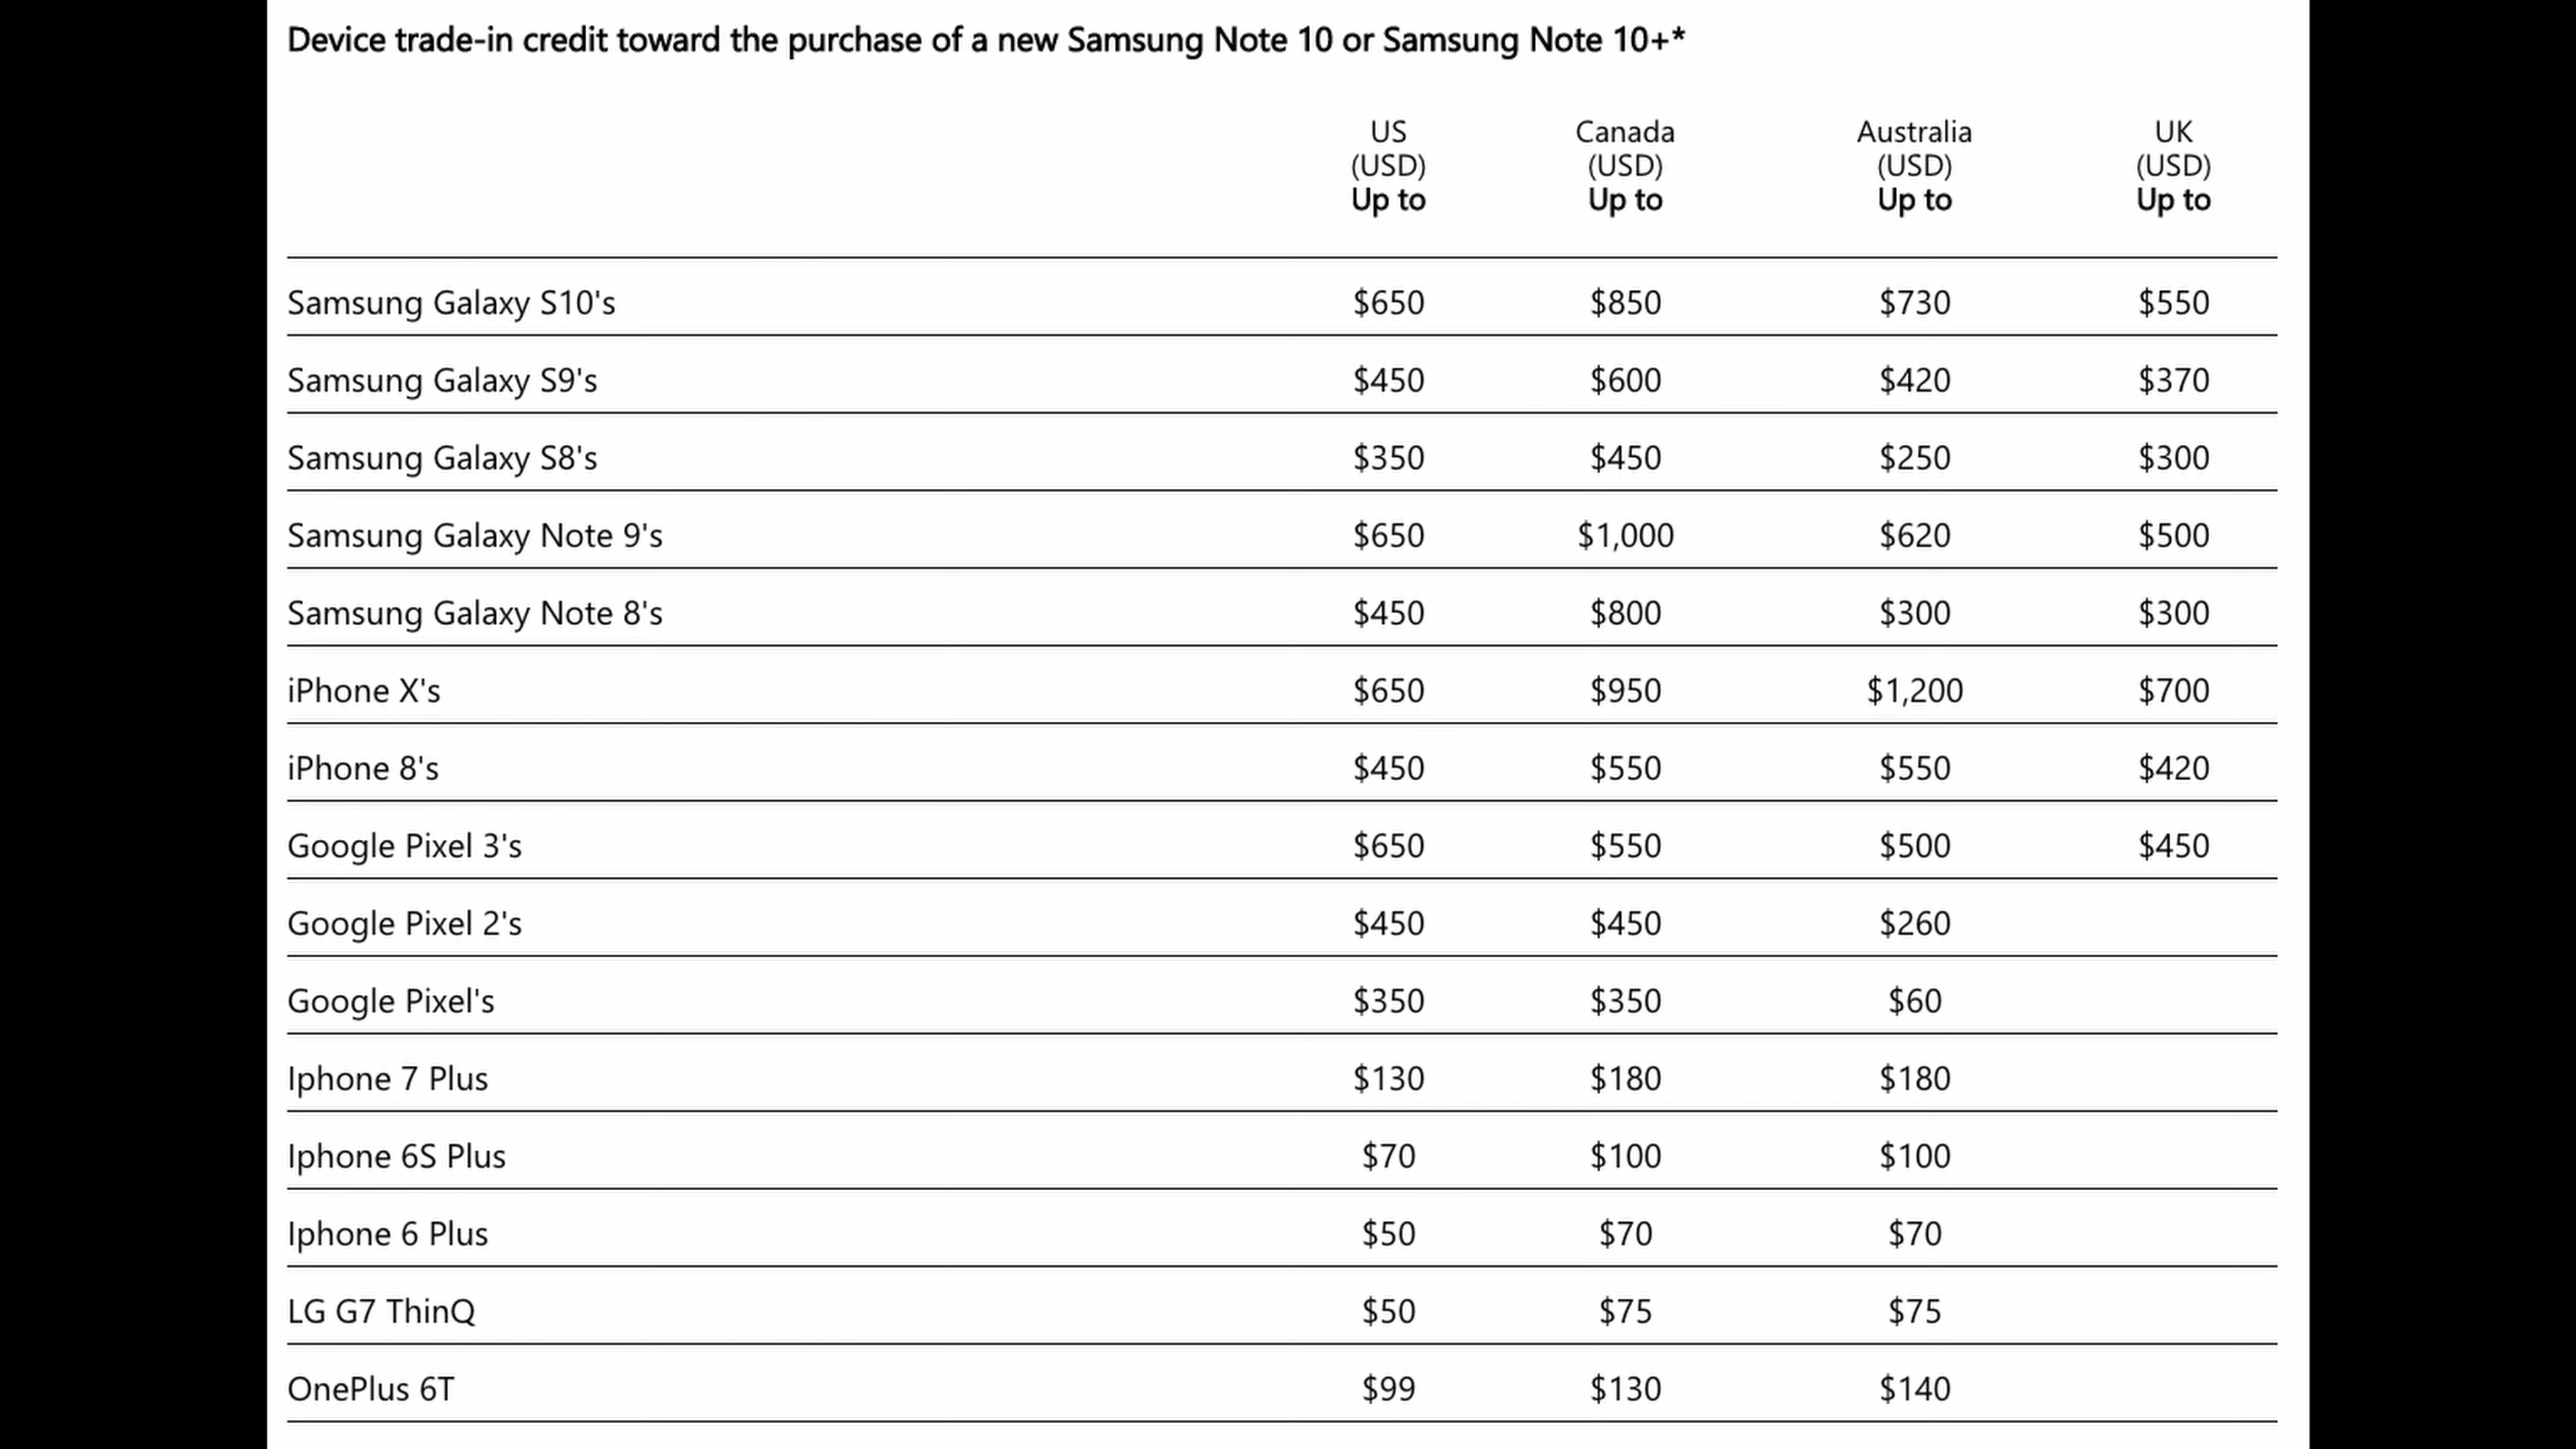 Device trade-in credit toward the purchase of a new Samsung Note 10 or Samsung Note 10+*
US Canada Australia UK
(USD) (USD) (USD) (USD)
Up to Up to Up to Up to
Samsung Galaxy S10's $650 $850 $730 $550
Samsung Galaxy S9's $450 $600 $420 $370
Samsung Galaxy S8's $350 $450 $250 $300
Samsung Galaxy Note 9's $650 $1,000 $620 $500
Samsung Galaxy Note 8's $450 $800 $300 $300
iPhone X's $650 $950 $1,200 $700
iPhone 8's $450 $550 $550 $420
Google Pixel 3's $650 $550 $500 $450
Google Pixel 2's $450 $450 $260
Google Pixel's $350 $350 $60
Iphone 7 Plus $130 $180 $180
Iphone 6S Plus $70 $100 $100
Iphone 6 Plus $50 $70 $70
LG G7 ThinQ $50 $75 $75
OnePlus 6T $99 $130 $140